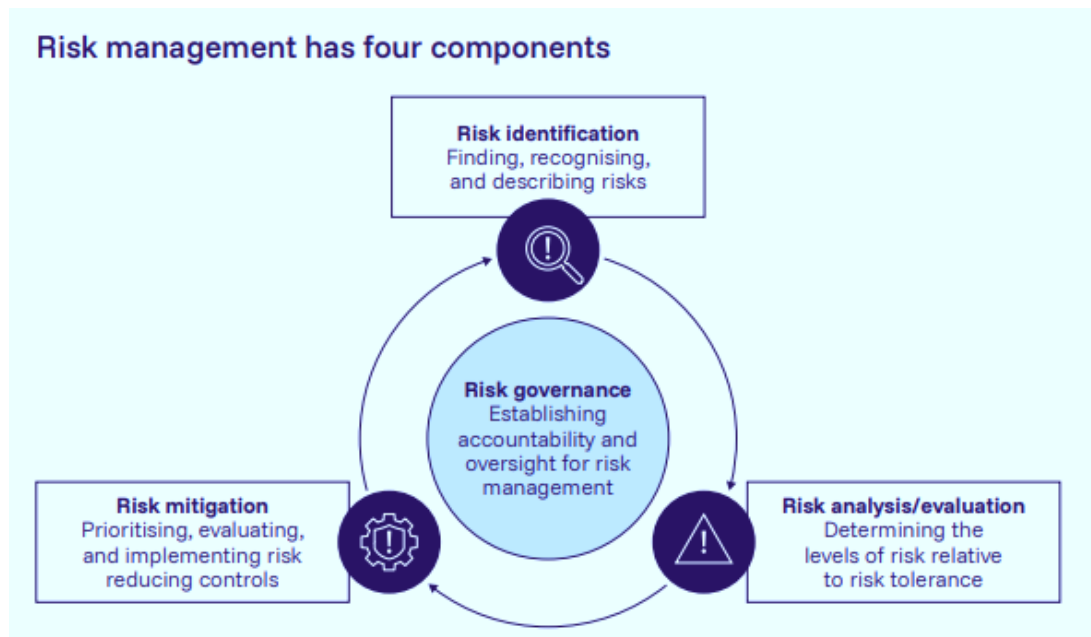 Risk management has four components
Risk identification
Finding, recognising,
and describing risks
Risk governance
Establishing
accountability and
oversight for risk
management
Risk mitigation
Prioritising, evaluating,
and implementing risk
reducing controls
Risk analysis/evaluation
Determining the
levels of risk relative
to risk tolerance